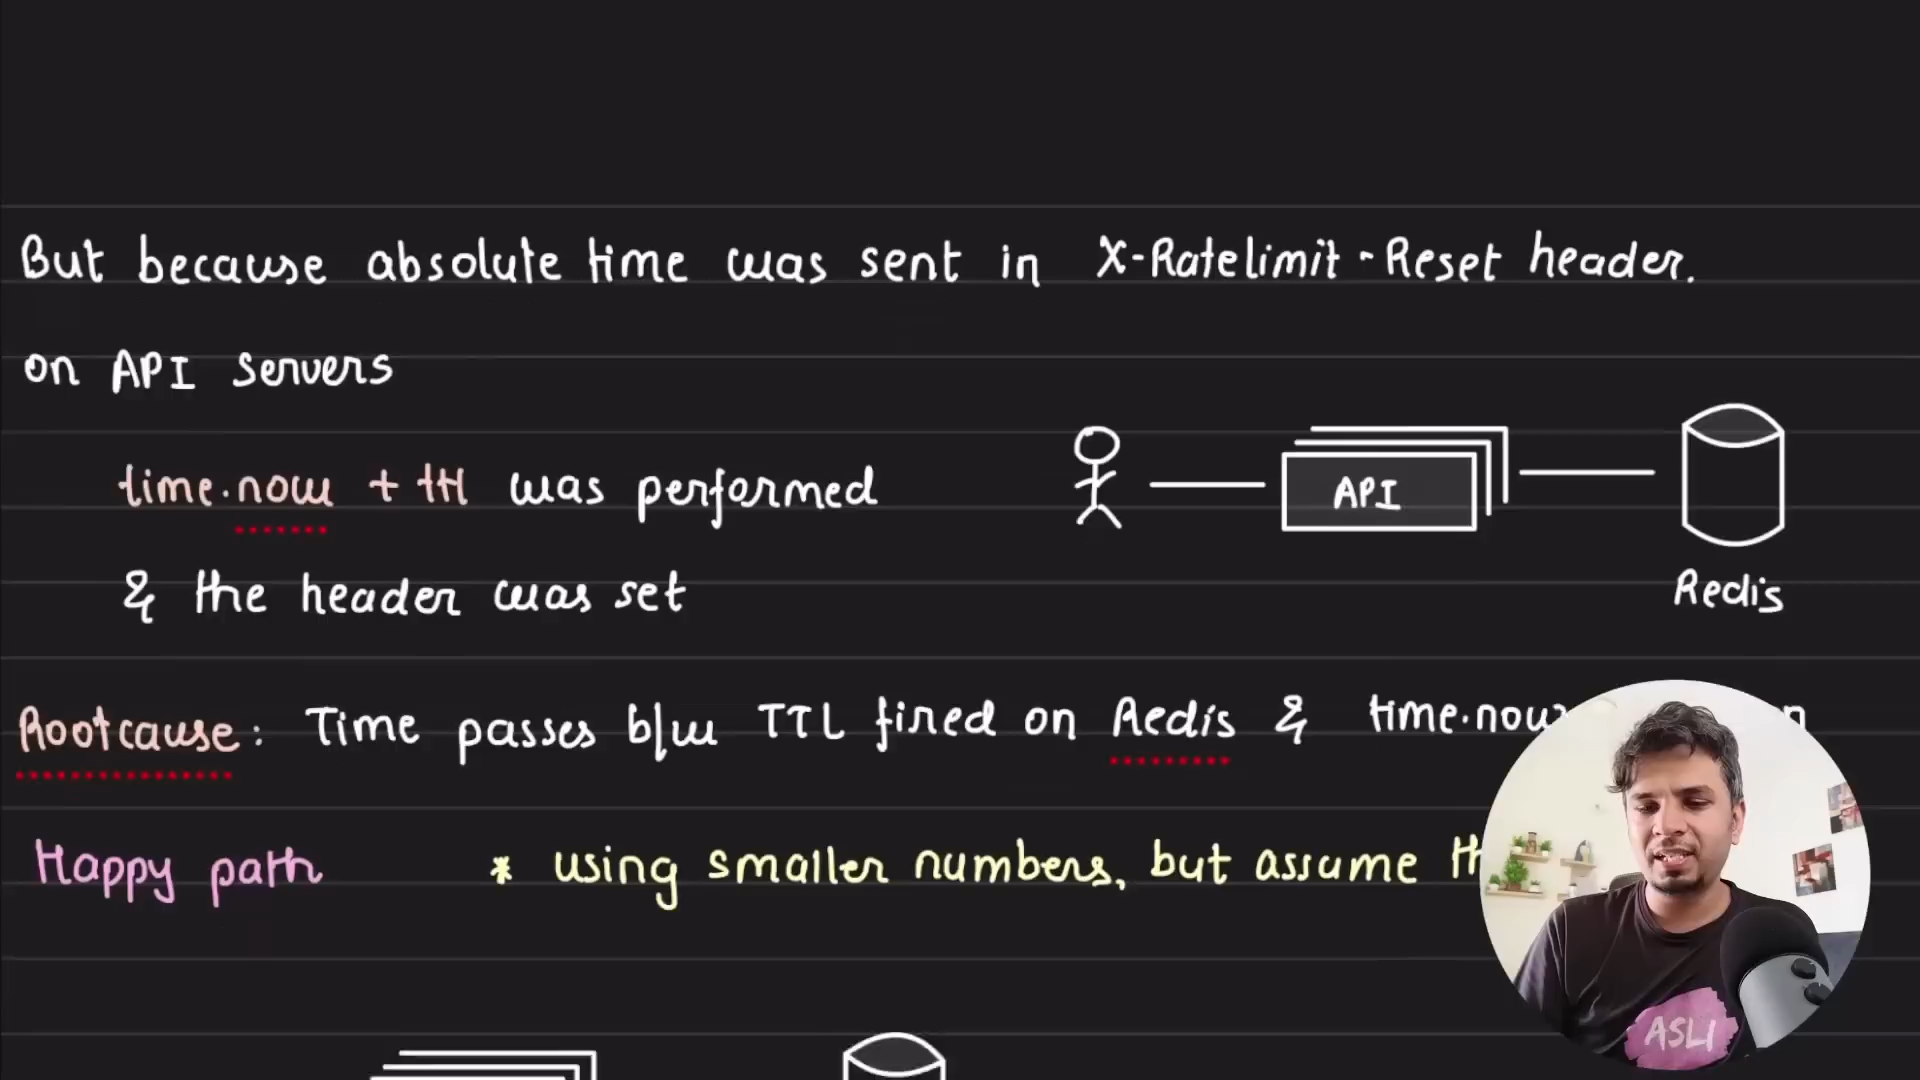 But because absolute time was sent in X-Ratelimit-Reset header.
on API servers
time.now + ttl was performed
& the header was set
API
Redis
Rootcause: Time passes b/w TTL fired on Redis & time.now
Happy path * using smaller numbers, but assume
ASLI